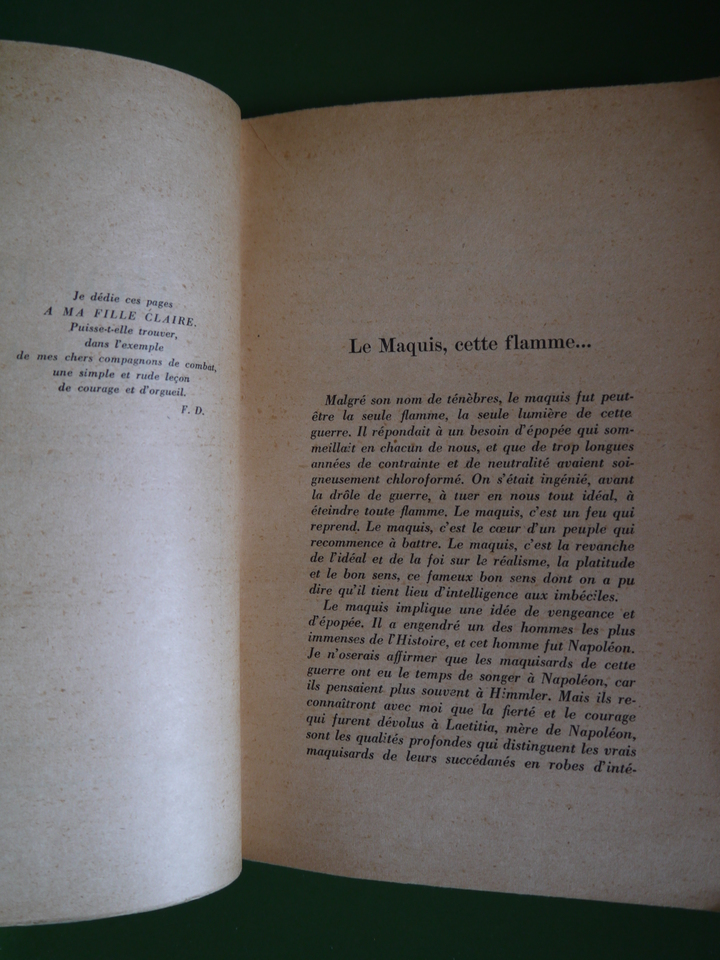 Je dédie ces pages
A MA FILLE CLAIRE.
Puisse-t-elle trouver,
dans l'exemple
de mes chers compagnons de combat,
une simple et rude leçon
de courage et d'orgueil.
F. D.
Le Maquis, cette flamme...
Malgré son nom de ténèbres, le maquis fut peut-
être la seule flamme, la seule lumière de cette
guerre. Il répondait à un besoin d'épopée qui som-
meillait en chacun de nous, et que de trop longues
années de contrainte et de neutralité avaient soi-
gneusement chloroformé. On s'était ingénié, avant
la drôle de guerre, à tuer en nous tout idéal, à
éteindre toute flamme. Le maquis, c'est un feu qui
reprend. Le maquis, c'est le cœur d'un peuple qui
recommence à battre. Le maquis, c'est la revanche
de l'idéal et de la foi sur le réalisme, la platitude
et le bon sens, ce fameux bon sens dont on a pu
dire qu'il tient lieu d'intelligence aux imbéciles.
Le maquis implique une idée de vengeance et
d'épopée. Il a engendré un des hommes les plus
immenses de l'Histoire, et cet homme fut Napoléon.
Je n'oserais affirmer que les maquisards de cette
guerre ont eu le temps de songer à Napoléon, car
ils pensaient plus souvent à Himmler. Mais ils re-
connaîtront avec moi que la fierté et le courage
qui furent dévolus à Laetitia, mère de Napoléon,
sont les qualités profondes qui distinguent les vrais
maquisards de leurs succédanés en robes d'inté-